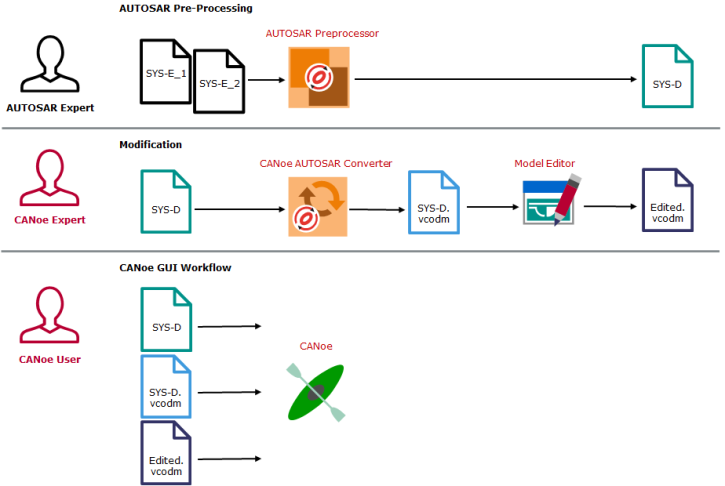 AUTOSAR Pre-Processing
AUTOSAR Preprocessor
SYS-E_1
SYS-E_2
SYS-D
AUTOSAR Expert
Modification
CANoe AUTOSAR Converter
Model Editor
SYS-D
SYS-D.
vcodm
Edited.
vcodm
CANoe Expert
CANoe GUI Workflow
SYS-D
CANoe
CANoe User
SYS-D.
vcodm
Edited.
vcodm